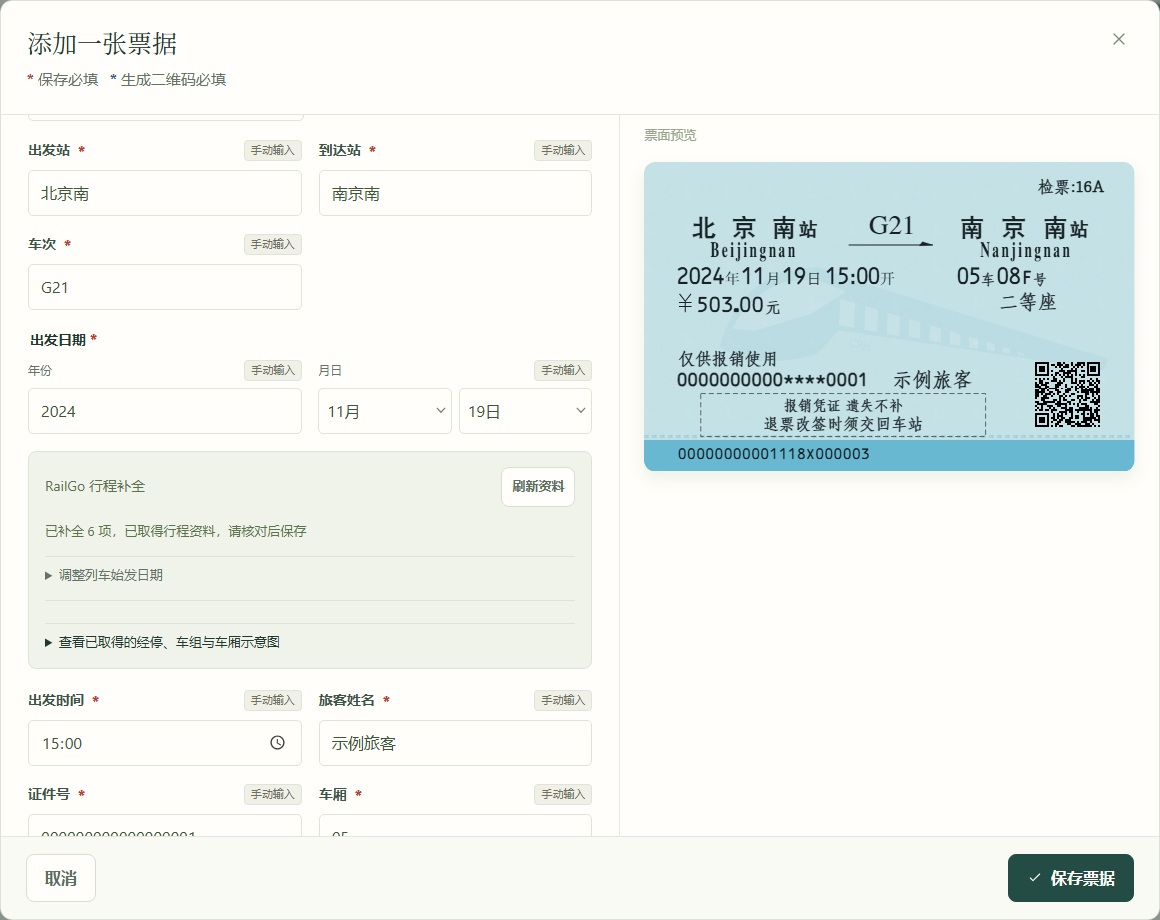 添加一张票据
* 保存必填 * 生成二维码必填
出发站 * 手动输入 到达站 * 手动输入
北京南 南京南
车次 * 手动输入
G21
出发日期 *
年份 手动输入 月日 手动输入
2024 11月 19日
RailGo 行程补全 刷新资料
已补全 6 项，已取得行程资料，请核对后保存
调整列车始发日期
查看已取得的经停、车组与车厢示意图
出发时间 * 手动输入 旅客姓名 * 手动输入
15:00 示例旅客
证件号 * 手动输入 车厢 * 手动输入
05
取消
票面预览
检票:16A
北京南站 G21 南京南站
Beijingnan Nanjingnan
2024年11月19日15:00开 05车08F号
￥503.00元 二等座
仅供报销使用
0000000000****0001 示例旅客
报销凭证 遗失不补
退票改签时须交回车站
00000000001118X000003
保存票据